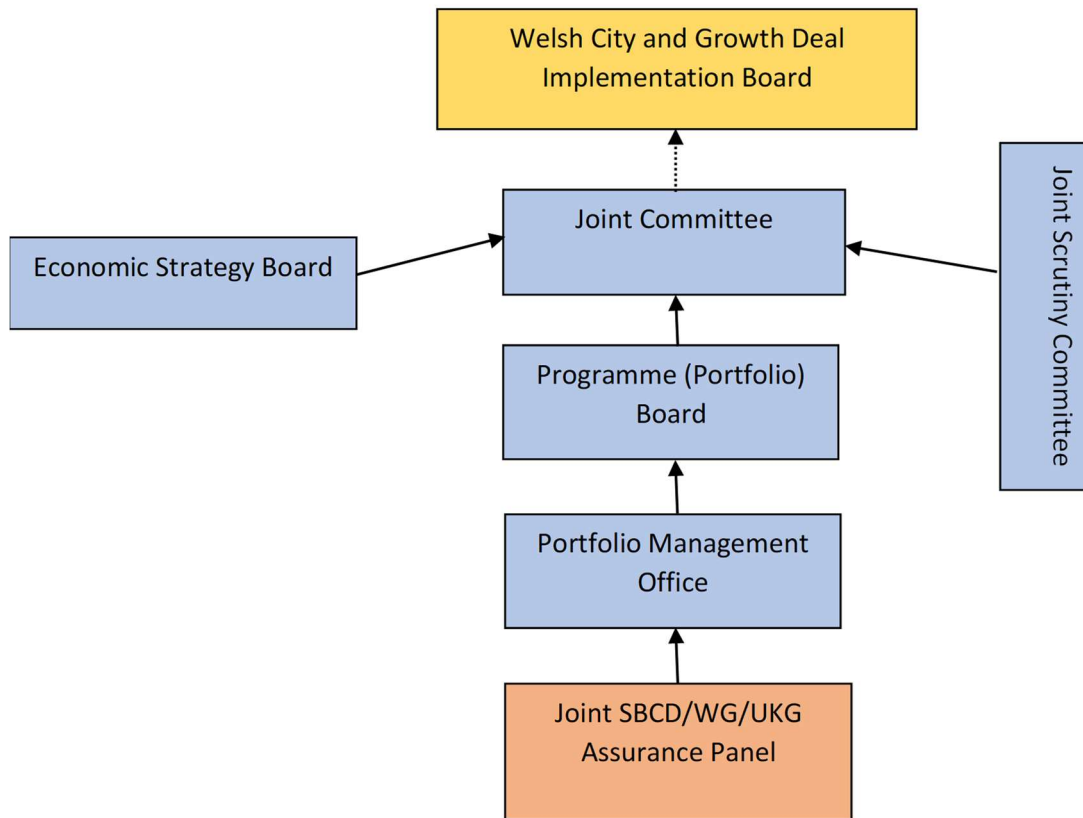 Welsh City and Growth Deal
Implementation Board
Joint Committee
Economic Strategy Board
Joint Scrutiny Committee
Programme (Portfolio)
Board
Portfolio Management
Office
Joint SBCD/WG/UKG
Assurance Panel